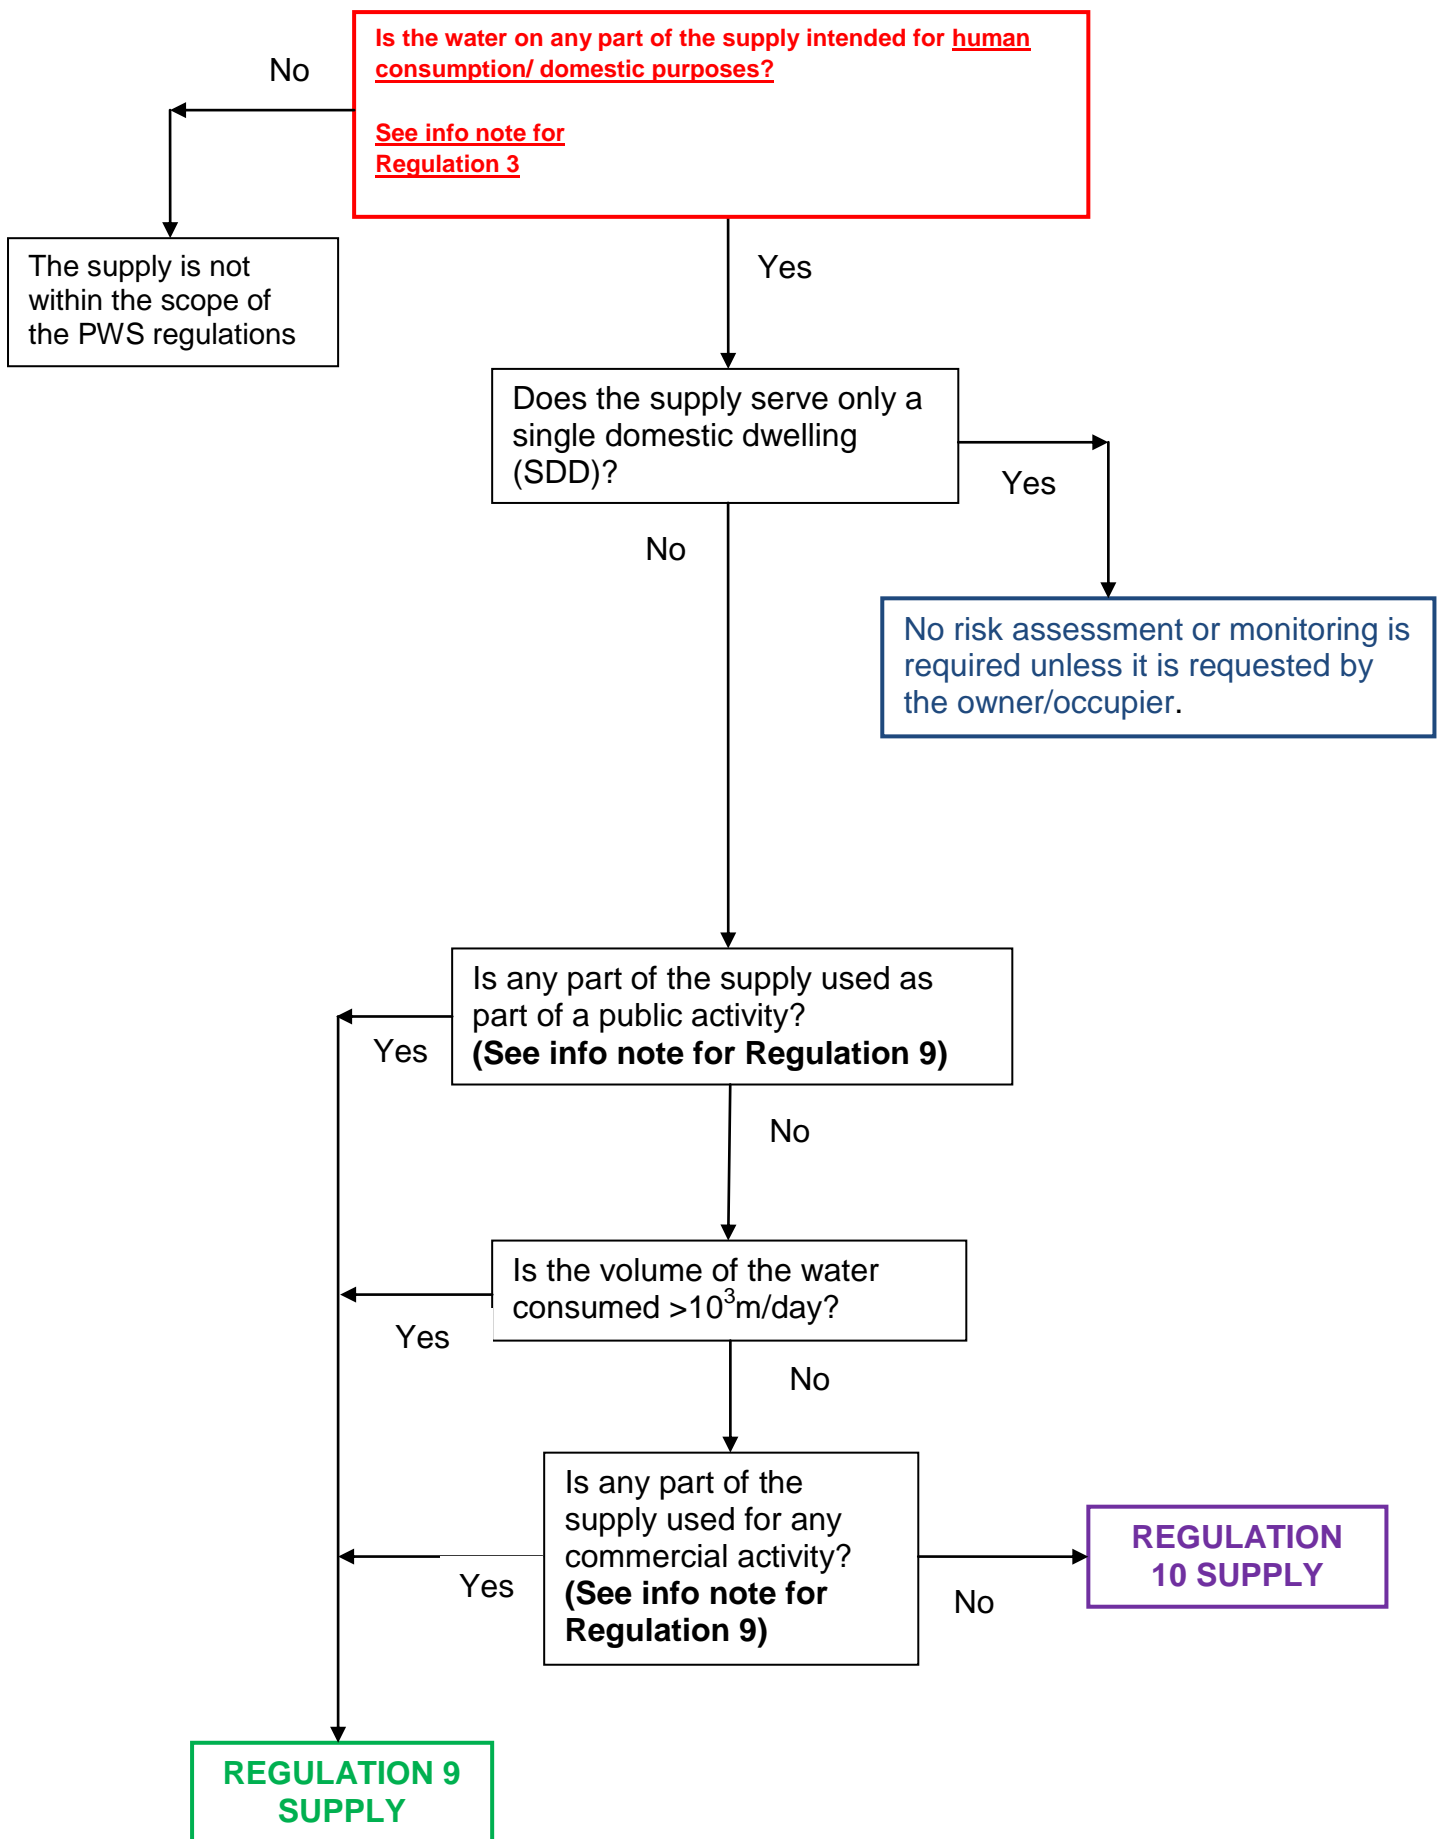 Is the water on any part of the supply intended for human
consumption/ domestic purposes?
See info note for
Regulation 3
No
The supply is not
within the scope of
the PWS regulations
Yes
Does the supply serve only a
single domestic dwelling
(SDD)?
Yes
No
No risk assessment or monitoring is
required unless it is requested by
the owner/occupier.
Is any part of the supply used as
part of a public activity?
(See info note for Regulation 9)
Yes
No
Is the volume of the water
consumed >10³m/day?
Yes
No
Is any part of the
supply used for any
commercial activity?
(See info note for
Regulation 9)
Yes
No
REGULATION
10 SUPPLY
REGULATION 9
SUPPLY